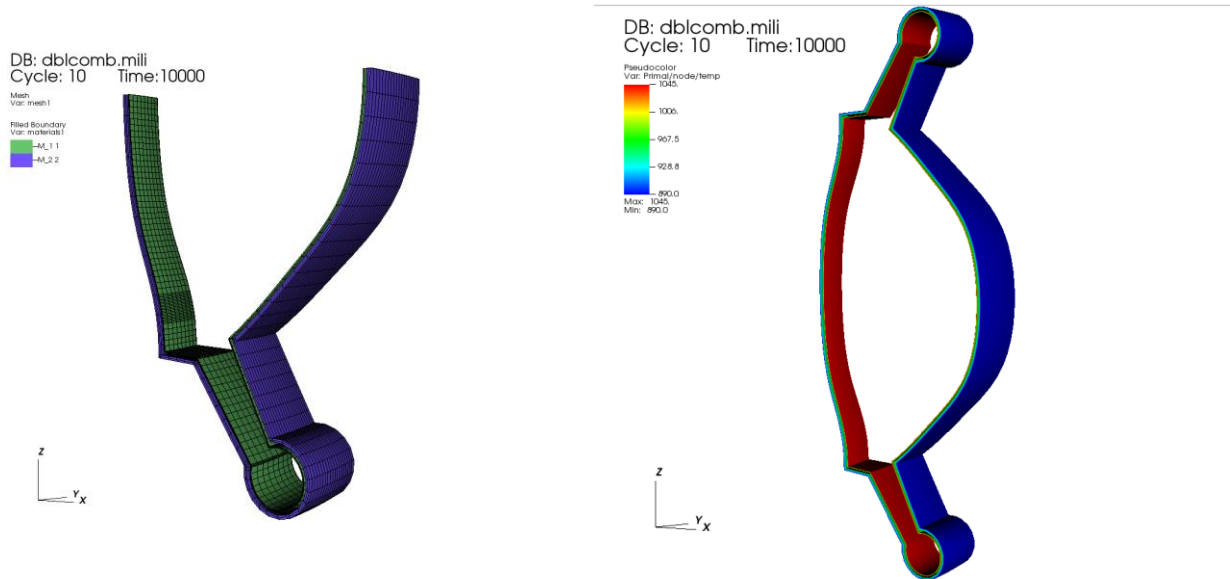 DB: dblcomb.mili
Cycle: 10 Time:10000
Mesh
Var: mesh1
Filled Boundary
Var: materials1
M_1 1
M_2 2
Z
Y
X
DB: dblcomb.mili
Cycle: 10 Time:10000
Pseudocolor
Var: Primal/node/temp
1045.
1006.
967.5
928.8
890.0
Max: 1045.
Min: 890.0
Z
Y
X